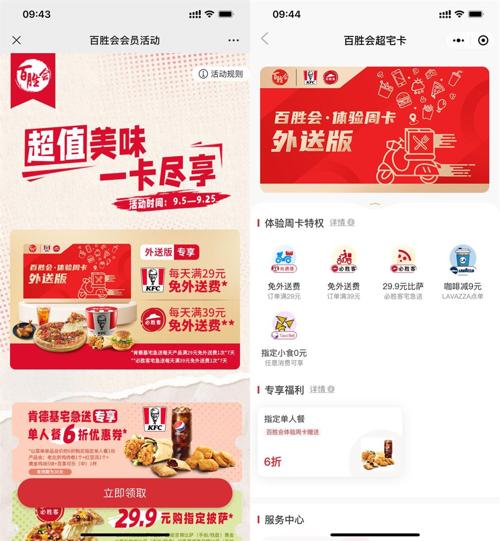 09:43
百胜会会员活动
百胜会
活动规则
超值美味
一卡尽享
活动时间：9.5—9.25
百胜会·体验周卡
外送版
外送版 专享
KFC
每天满29元
免外送费*
必胜客
每天满39元
免外送费**
*肯德基宅急送每天产品满29元免外送费1次*7天
**必胜客宅急送每天满39元免外送费1次*7天
肯德基宅急送 专享
单人餐6折优惠券*
KFC
立即领取
必胜客
29.9元购指定披萨*
09:44
百胜会超宅卡
百胜会
KFC
必胜客
百胜会·体验周卡
外送版
体验周卡特权 详情
免外送费
订单满29元
必胜客
免外送费
订单满39元
必胜客
29.9元比萨
必胜客宅急送
LAVAZZA
咖啡减9元
LAVAZZA点单
指定小食0元
任意消费可享
专享福利 详情
指定单人餐
百胜会体验周卡赠送
6折
服务中心